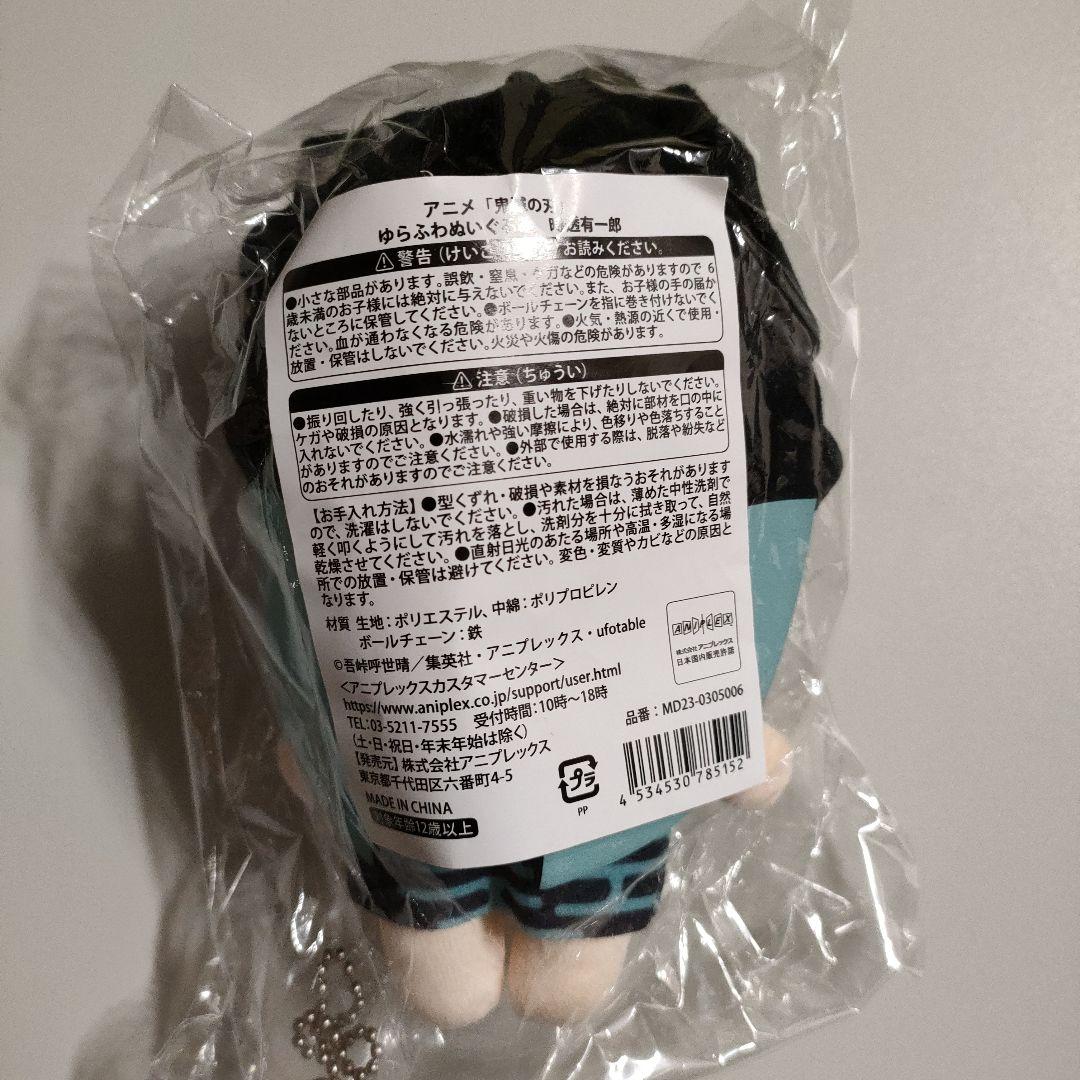 アニメ「鬼滅の刃」
ゆらふわぬいぐるみ 時透有一郎
⚠ 警告(けいこ お読みください。
●小さな部品があります。誤飲・窒息・ケガなどの危険がありますので6
歳未満のお子様には絶対に与えないでください。また、お子様の手の届か
ないところに保管してください。●ボールチェーンを指に巻き付けないでく
ださい。血が通わなくなる危険があります。●火気・熱源の近くで使用・
放置・保管はしないでください。火災や火傷の危険があります。
⚠ 注意(ちゅうい)
●振り回したり、強く引っ張ったり、重い物を下げたりしないでください。
ケガや破損の原因となります。●破損した場合は、絶対に部材を口の中に
入れないでください。●水濡れや強い摩擦により、色移りや色落ちすること
がありますのでご注意ください。●外部で使用する際は、脱落や紛失など
のおそれがありますのでご注意ください。
【お手入れ方法】●型くずれ・破損や素材を損なうおそれがあります
ので、洗濯はしないでください。●汚れた場合は、薄めた中性洗剤で
軽く叩くようにして汚れを落とし、洗剤分を十分に拭き取って、自然
乾燥させてください。●直射日光のあたる場所や高温・多湿になる場
所での放置・保管は避けてください。変色・変質やカビなどの原因と
なります。
材質 生地:ポリエステル、中綿:ポリプロピレン
ボールチェーン:鉄
©吾峠呼世晴/集英社・アニプレックス・ufotable
<アニプレックスカスタマーセンター>
https://www.aniplex.co.jp/support/user.html
TEL:03-5211-7555 受付時間:10時~18時
(土・日・祝日・年末年始は除く)
【発売元】株式会社アニプレックス
東京都千代田区六番町4-5
MADE IN CHINA
対象年齢12歳以上
ANIPLEX
株式会社アニプレックス
日本国内販売許諾
品番:MD23-0305006
プラ
PP
4 534530 785152